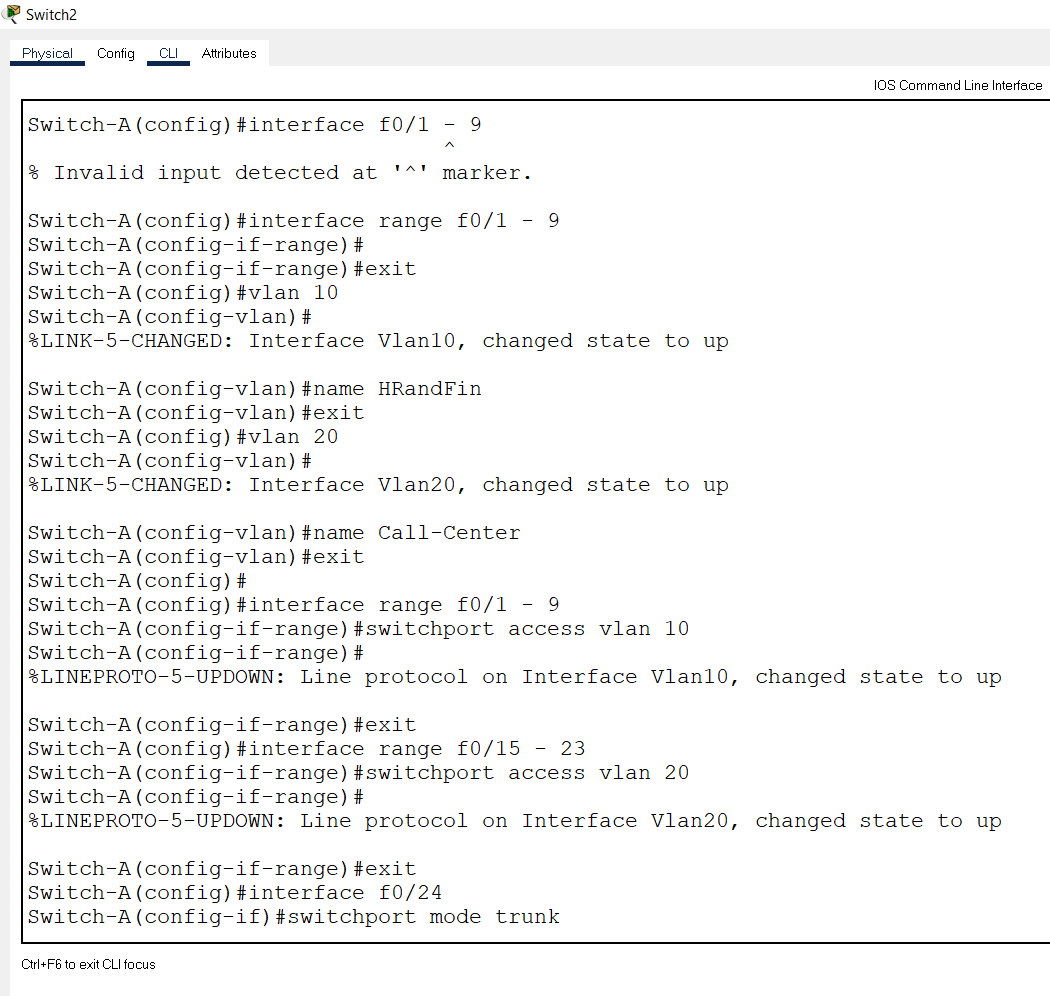 Switch2
Physical Config CLI Attributes
IOS Command Line Interface
Switch-A(config)#interface f0/1 - 9
^
% Invalid input detected at '^' marker.
Switch-A(config)#interface range f0/1 - 9
Switch-A(config-if-range)#
Switch-A(config-if-range)#exit
Switch-A(config)#vlan 10
Switch-A(config-vlan)#
%LINK-5-CHANGED: Interface Vlan10, changed state to up
Switch-A(config-vlan)#name HRandFin
Switch-A(config-vlan)#exit
Switch-A(config)#vlan 20
Switch-A(config-vlan)#
%LINK-5-CHANGED: Interface Vlan20, changed state to up
Switch-A(config-vlan)#name Call-Center
Switch-A(config-vlan)#exit
Switch-A(config)#
Switch-A(config)#interface range f0/1 - 9
Switch-A(config-if-range)#switchport access vlan 10
Switch-A(config-if-range)#
%LINEPROTO-5-UPDOWN: Line protocol on Interface Vlan10, changed state to up
Switch-A(config-if-range)#exit
Switch-A(config)#interface range f0/15 - 23
Switch-A(config-if-range)#switchport access vlan 20
Switch-A(config-if-range)#
%LINEPROTO-5-UPDOWN: Line protocol on Interface Vlan20, changed state to up
Switch-A(config-if-range)#exit
Switch-A(config)#interface f0/24
Switch-A(config-if)#switchport mode trunk
Ctrl+F6 to exit CLI focus